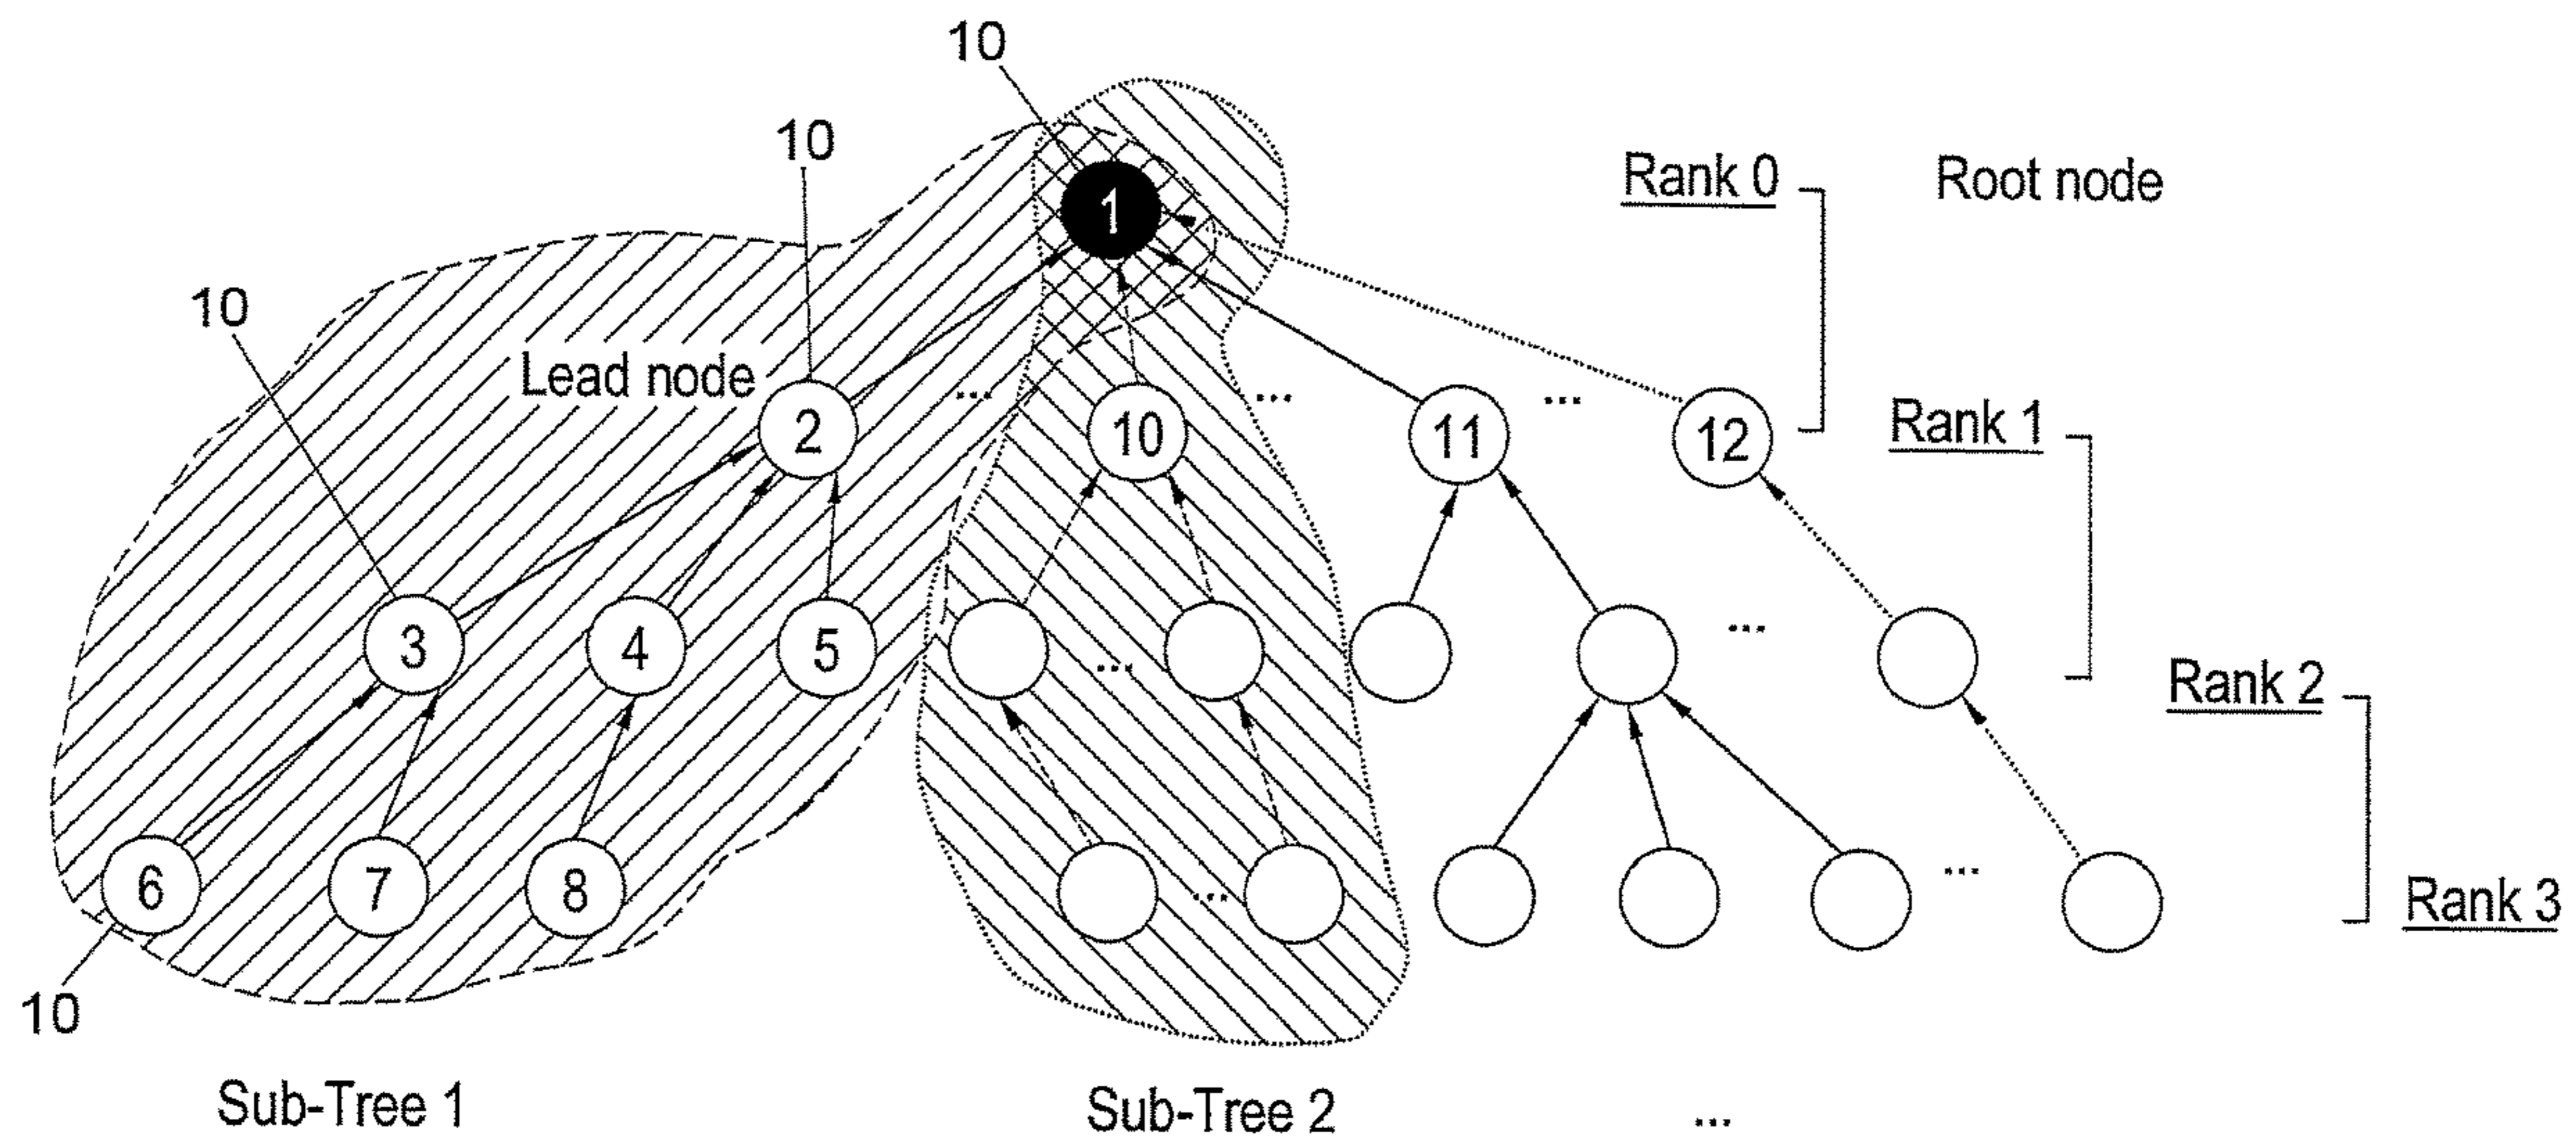 10
10
Rank 0 Root node
1
10
Lead node
2 ... 10 ... 11 ... 12 Rank 1
3 4 5 ... ... Rank 2
6 7 8 ... ... Rank 3
10
Sub-Tree 1 Sub-Tree 2 ...